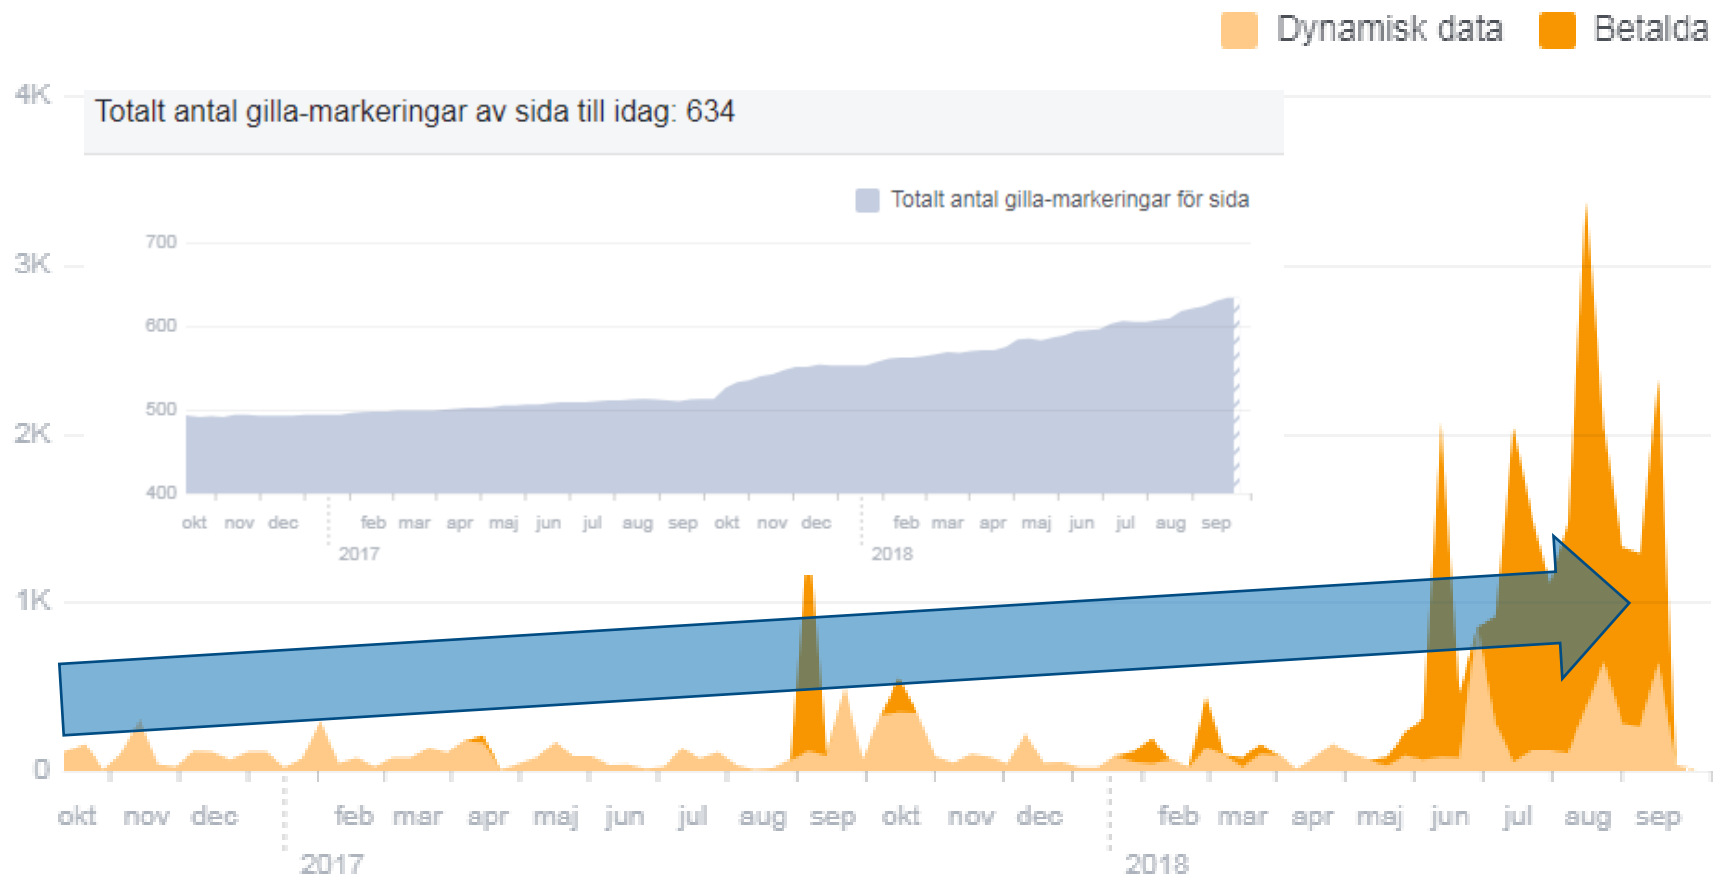 Dynamisk data Betalda
4K
Totalt antal gilla-markeringar av sida till idag: 634
Totalt antal gilla-markeringar för sida
700
3K
600
500
2K
400
okt nov dec feb mar apr maj jun jul aug sep okt nov dec feb mar apr maj jun jul aug sep
2017 2018
1K
0
okt nov dec feb mar apr maj jun jul aug sep okt nov dec feb mar apr maj jun jul aug sep
2017 2018